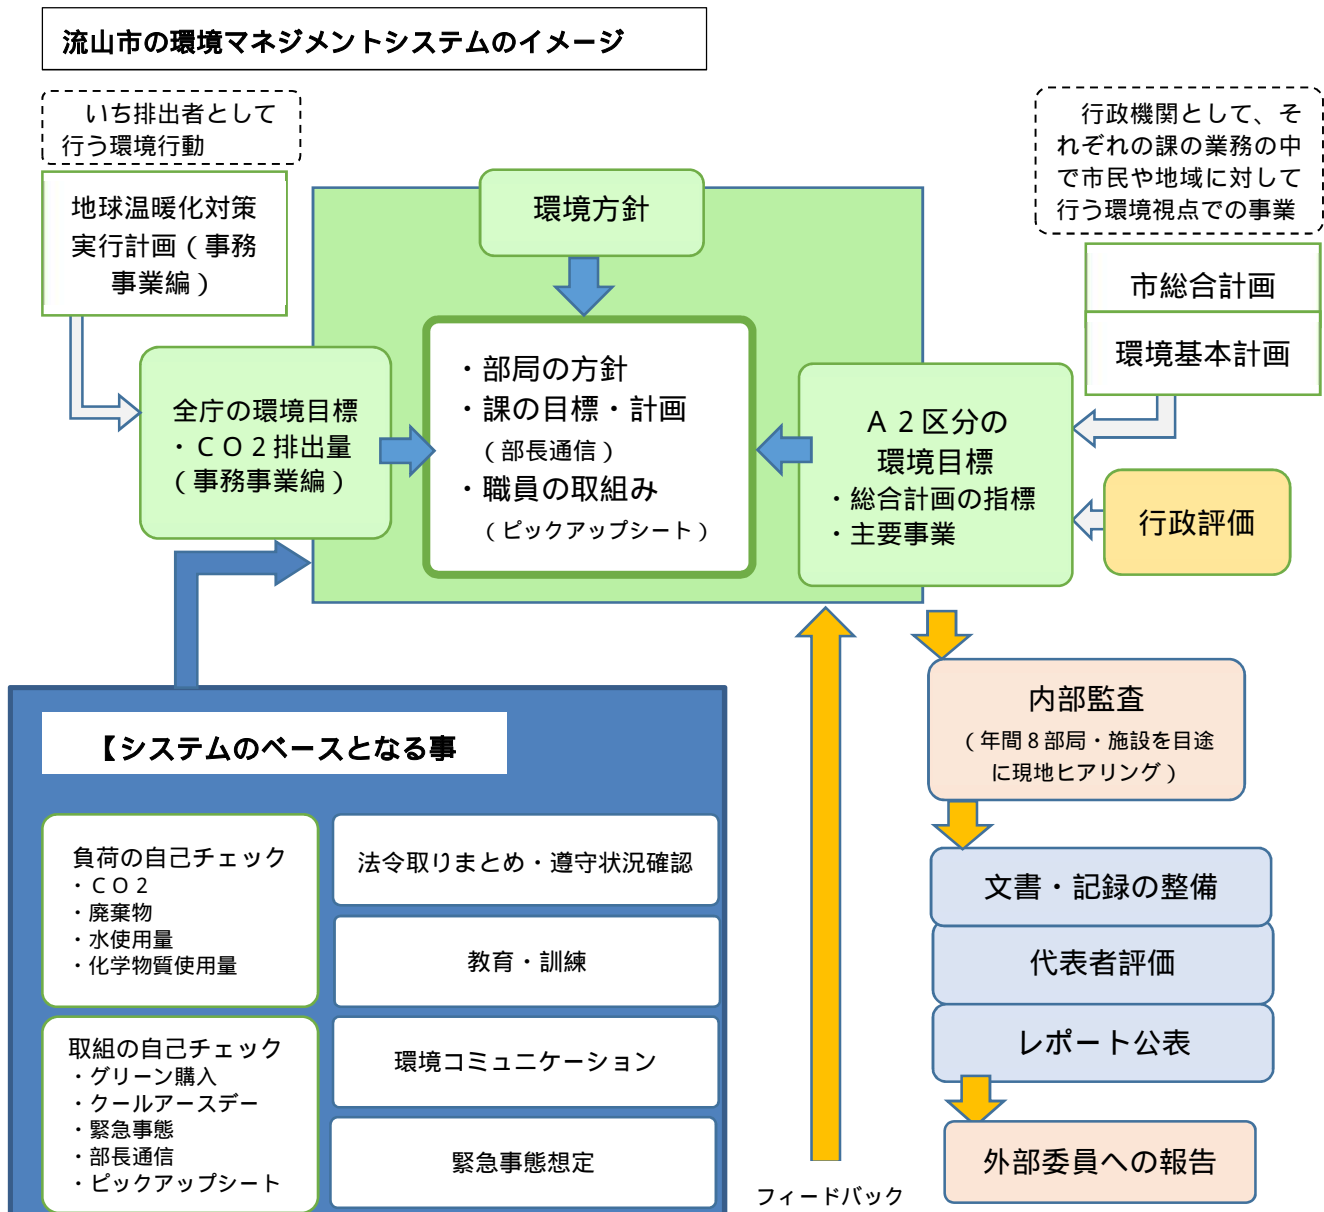 流山市の環境マネジメントシステムのイメージ
いち排出者として
行う環境行動
地球温暖化対策
実行計画（事務
事業編）
環境方針
行政機関として、そ
れぞれの課の業務の中
で市民や地域に対して
行う環境視点での事業
市総合計画
環境基本計画
全庁の環境目標
・ＣＯ２排出量
（事務事業編）
・部局の方針
・課の目標・計画
（部長通信）
・職員の取組み
（ピックアップシート）
Ａ２区分の
環境目標
・総合計画の指標
・主要事業
行政評価
内部監査
（年間８部局・施設を目途
に現地ヒアリング）
文書・記録の整備
代表者評価
レポート公表
外部委員への報告
フィードバック
【システムのベースとなる事
負荷の自己チェック
・ＣＯ２
・廃棄物
・水使用量
・化学物質使用量
取組の自己チェック
・グリーン購入
・クールアースデー
・緊急事態
・部長通信
・ピックアップシート
法令取りまとめ・遵守状況確認
教育・訓練
環境コミュニケーション
緊急事態想定